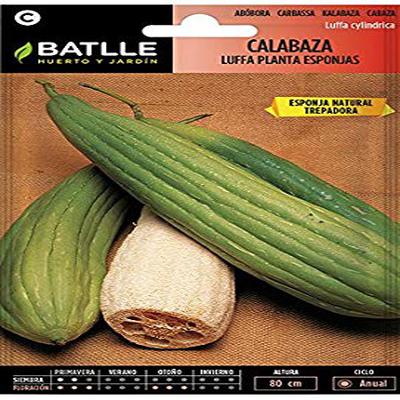 C
ABÓBORA CARBASSA KALABAZA CABAZA
Luffa cylindrica
BATLLE
HUERTO Y JARDÍN
CALABAZA
LUFFA PLANTA ESPONJAS
ESPONJA NATURAL
TREPADORA
PRIMAVERA VERANO OTOÑO INVIERNO
SIEMBRA
FLORACIÓN
ALTURA
80 cm
CICLO
Anual